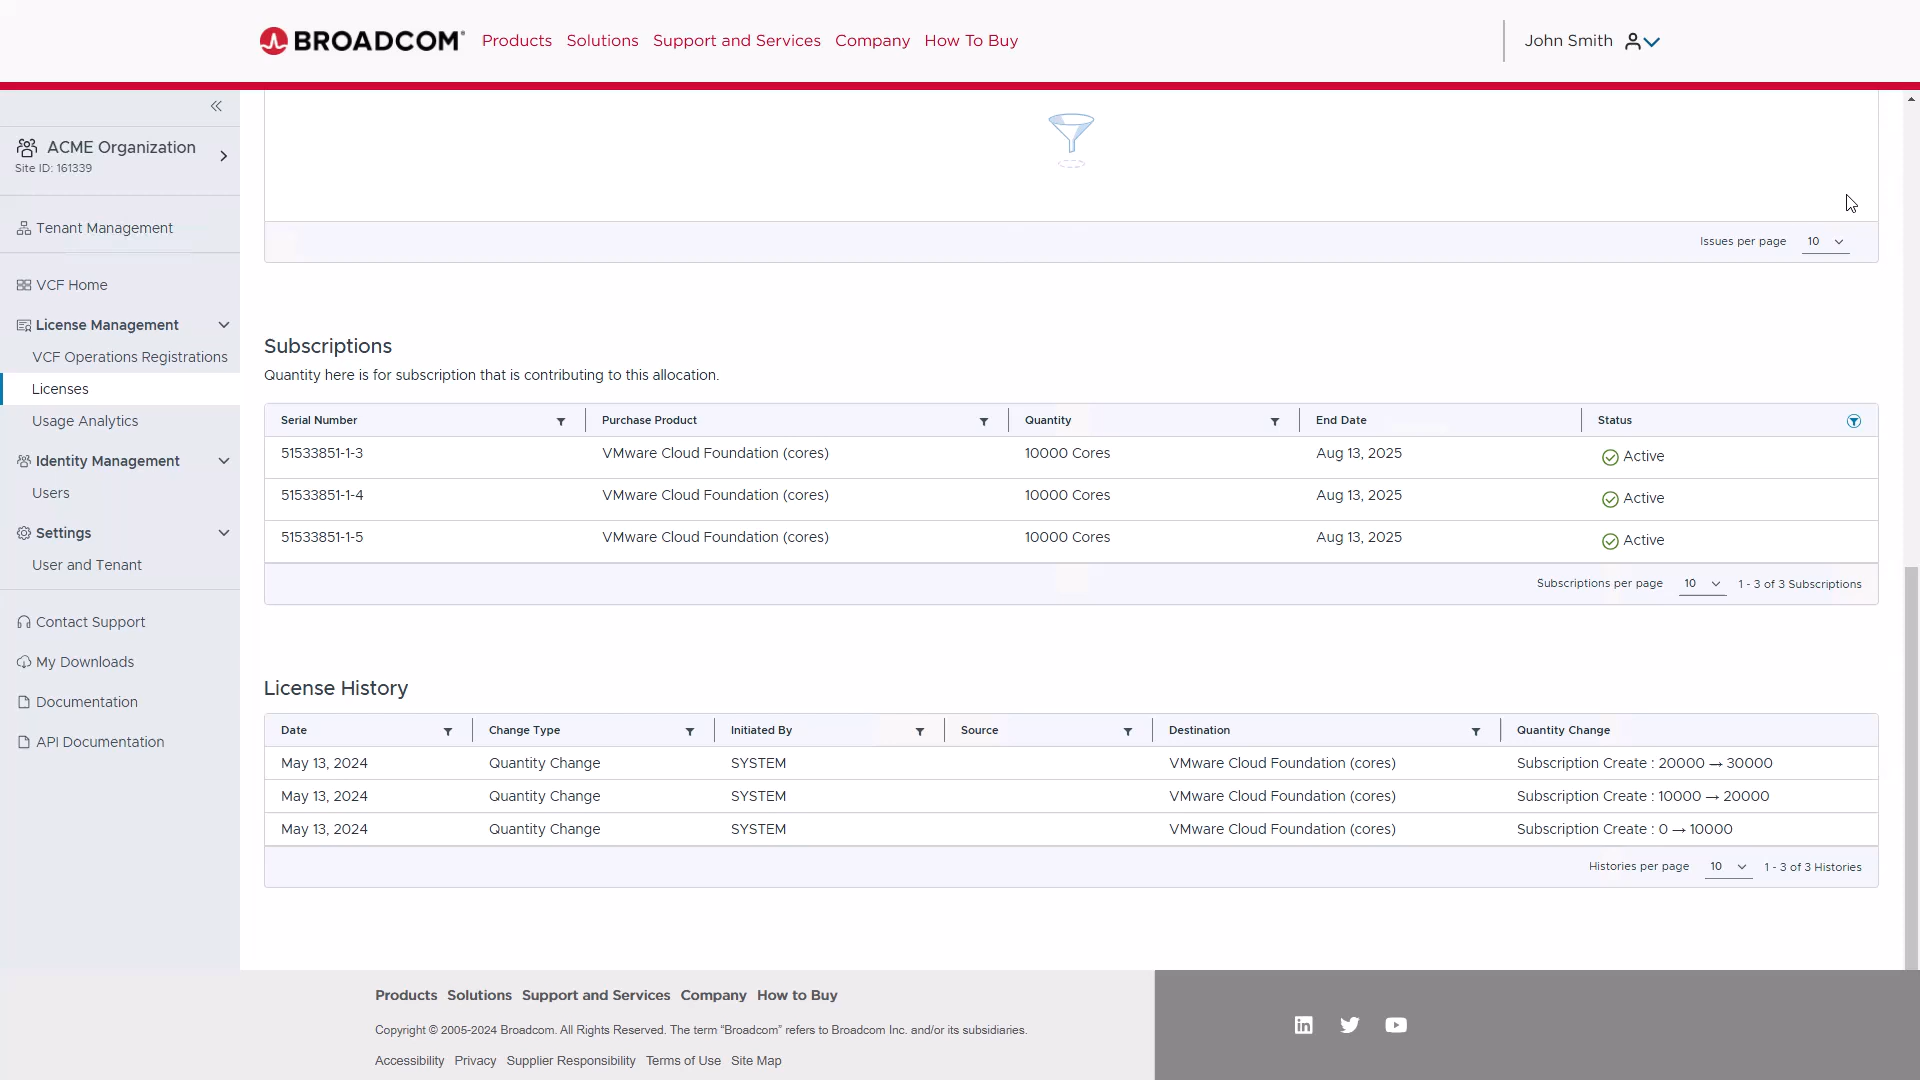 BROADCOM®
Products Solutions Support and Services Company How To Buy
John Smith
ACME Organization
Site ID: 161339
Tenant Management
VCF Home
License Management
VCF Operations Registrations
Licenses
Usage Analytics
Identity Management
Users
Settings
User and Tenant
Contact Support
My Downloads
Documentation
API Documentation
Issues per page 10
Subscriptions
Quantity here is for subscription that is contributing to this allocation.
Serial Number Purchase Product Quantity End Date Status
51533851-1-3 VMware Cloud Foundation (cores) 10000 Cores Aug 13, 2025 Active
51533851-1-4 VMware Cloud Foundation (cores) 10000 Cores Aug 13, 2025 Active
51533851-1-5 VMware Cloud Foundation (cores) 10000 Cores Aug 13, 2025 Active
Subscriptions per page 10 1 - 3 of 3 Subscriptions
License History
Date Change Type Initiated By Source Destination Quantity Change
May 13, 2024 Quantity Change SYSTEM VMware Cloud Foundation (cores) Subscription Create : 20000 → 30000
May 13, 2024 Quantity Change SYSTEM VMware Cloud Foundation (cores) Subscription Create : 10000 → 20000
May 13, 2024 Quantity Change SYSTEM VMware Cloud Foundation (cores) Subscription Create : 0 → 10000
Histories per page 10 1 - 3 of 3 Histories
Products Solutions Support and Services Company How to Buy
Copyright © 2005-2024 Broadcom. All Rights Reserved. The term “Broadcom” refers to Broadcom Inc. and/or its subsidiaries.
Accessibility Privacy Supplier Responsibility Terms of Use Site Map